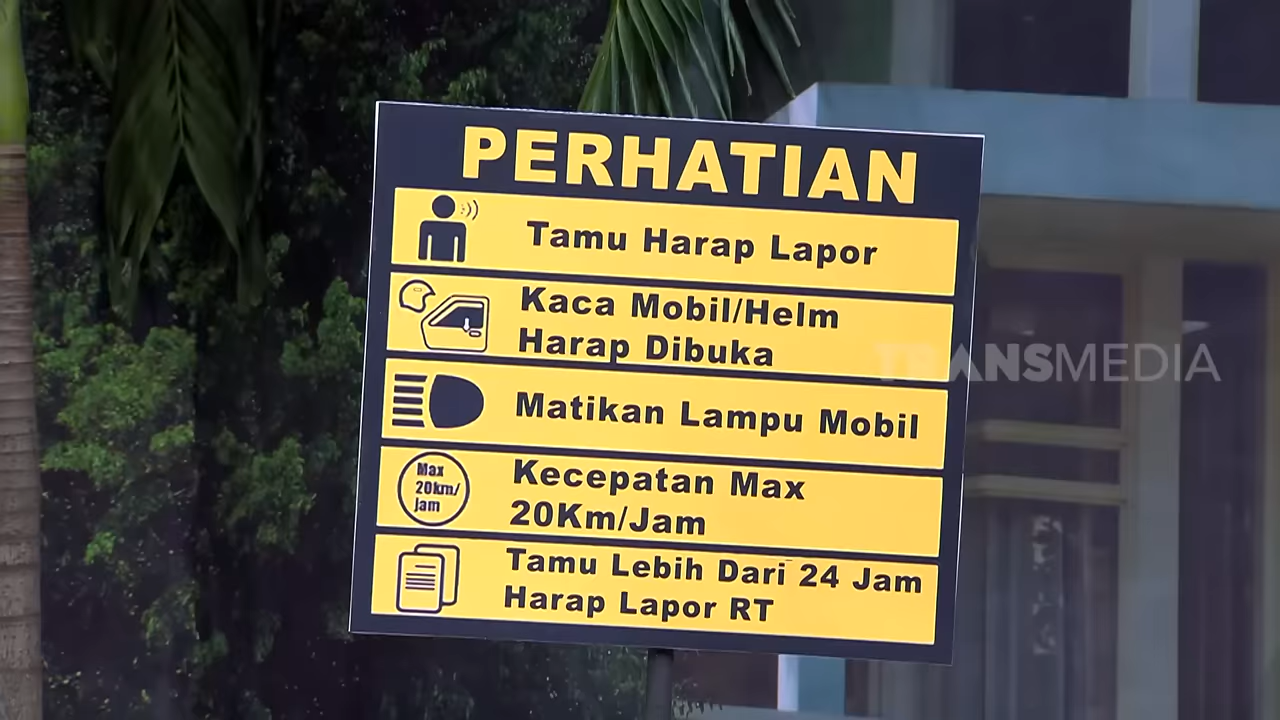 PERHATIAN
Tamu Harap Lapor
Kaca Mobil/Helm
Harap Dibuka
TRANSMEDIA
Matikan Lampu Mobil
Max
20km/
Jam
Kecepatan Max
20Km/Jam
Tamu Lebih Dari 24 Jam
Harap Lapor RT